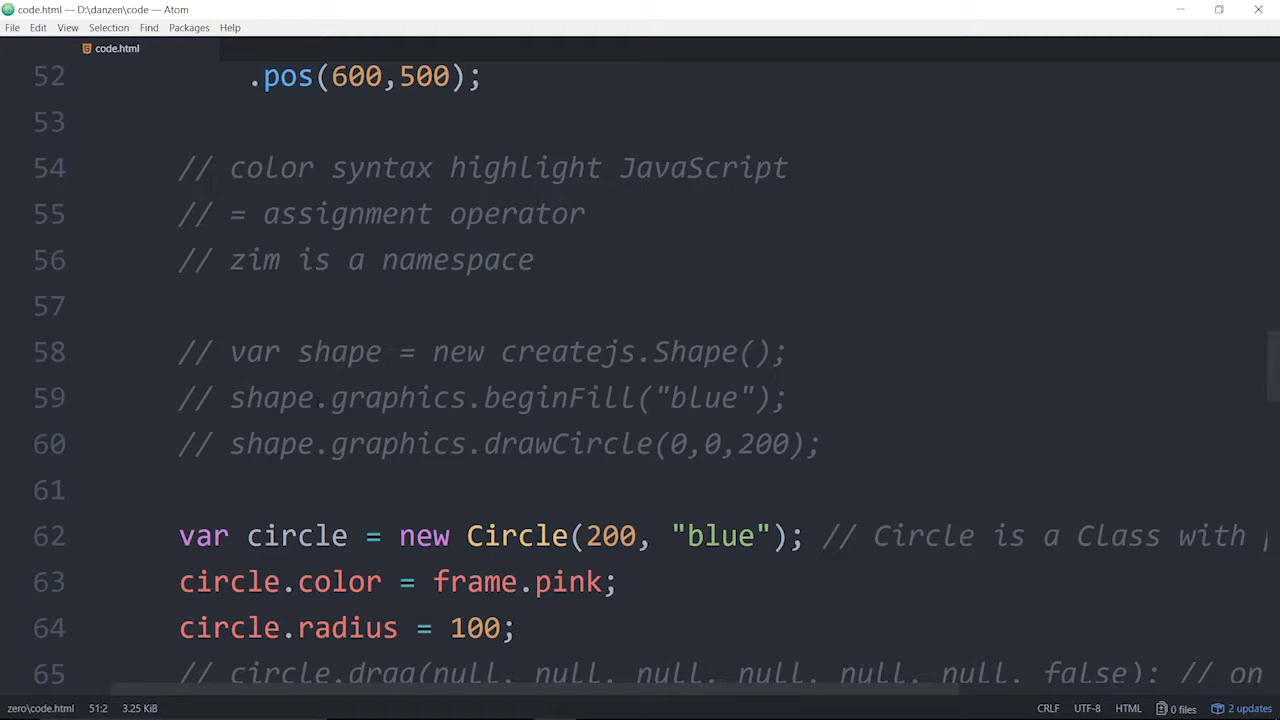 code.html — D:\danzen\code — Atom
File Edit View Selection Find Packages Help
code.html
52 .pos(600,500);
53
54 // color syntax highlight JavaScript
55 // = assignment operator
56 // zim is a namespace
57
58 // var shape = new createjs.Shape();
59 // shape.graphics.beginFill("blue");
60 // shape.graphics.drawCircle(0,0,200);
61
62 var circle = new Circle(200, "blue"); // Circle is a Class with
63 circle.color = frame.pink;
64 circle.radius = 100;
65 // circle.drag(null, null, null, null, null, null, false); // on
zero\code.html 51:2 3.25 KiB CRLF UTF-8 HTML 0 files 2 updates